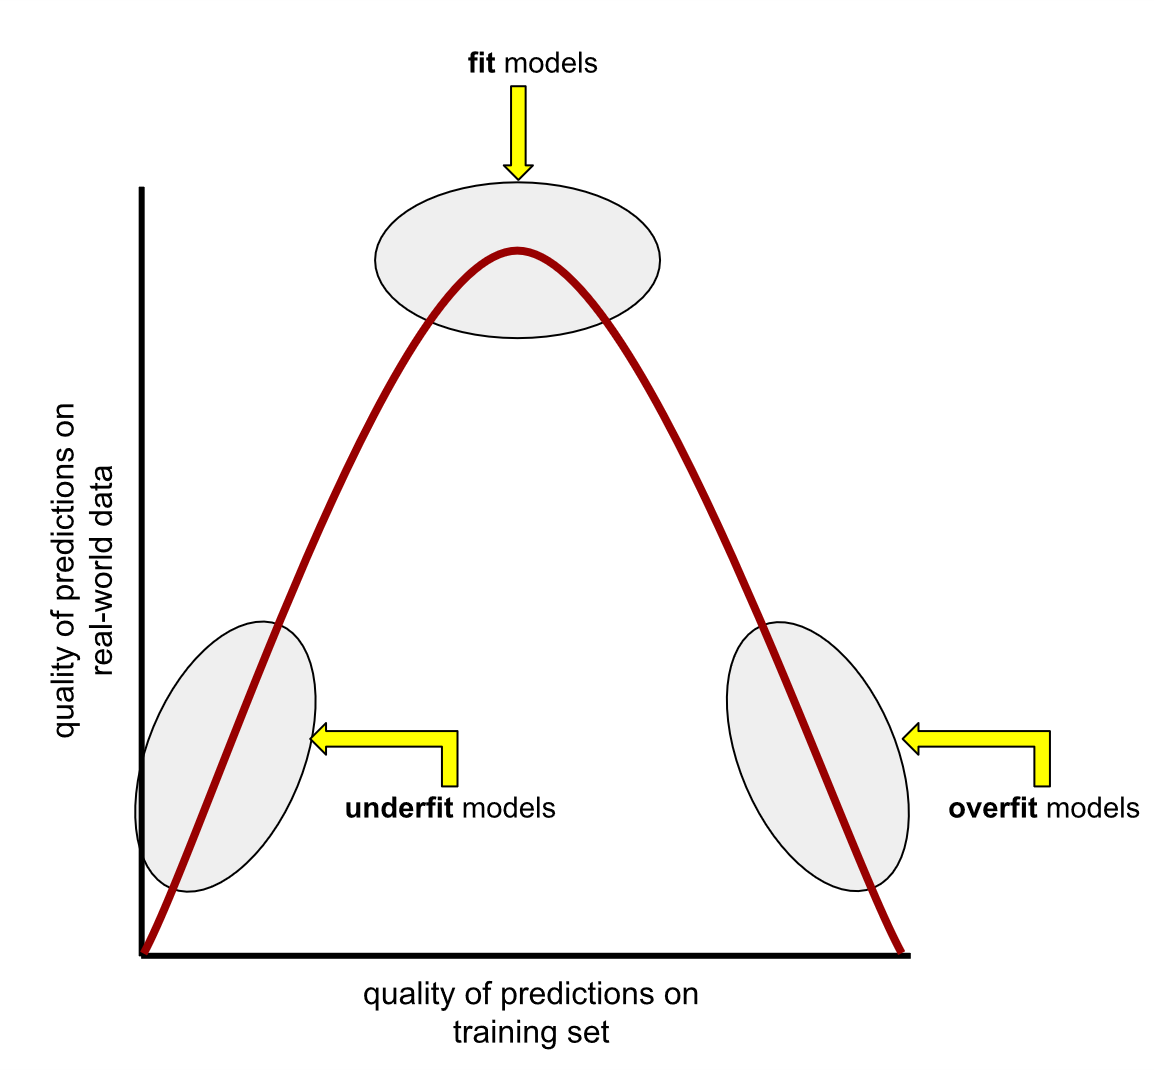 fit models
quality of predictions on
real-world data
underfit models
overfit models
quality of predictions on
training set